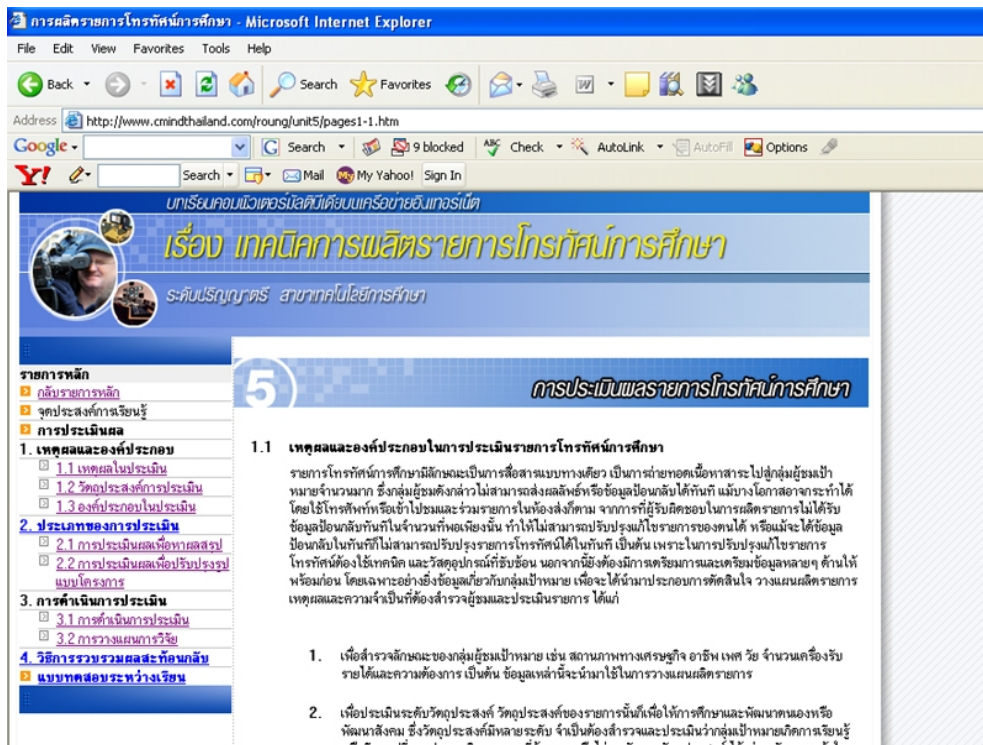 การผลิตรายการโทรทัศน์การศึกษา - Microsoft Internet Explorer
File Edit View Favorites Tools Help
Back Search Favorites
Address http://www.cmindthailand.com/roung/unit5/pages1-1.htm
Google Search 9 blocked Check AutoLink AutoFill Options
Y! Search Mail My Yahoo! Sign In
บทเรียนคอมพิวเตอร์มัลติมีเดียบนเครือข่ายอินเทอร์เน็ต
เรื่อง เทคนิคการผลิตรายการโทรทัศน์การศึกษา
ระดับปริญญาตรี สาขาเทคโนโลยีการศึกษา
รายการหลัก
กลับรายการหลัก
จุดประสงค์การเรียนรู้
การประเมินผล
1. เหตุผลและองค์ประกอบ
1.1 เหตุผลในประเมิน
1.2 วัตถุประสงค์การประเมิน
1.3 องค์ประกอบในประเมิน
2. ประเภทของการประเมิน
2.1 การประเมินผลเพื่อหาผลสรุป
2.2 การประเมินผลเพื่อปรับปรุงรูป
แบบโครงการ
3. การดำเนินการประเมิน
3.1 การดำเนินการประเมิน
3.2 การวางแผนการวิจัย
4. วิธีการรวบรวมผลสะท้อนกลับ
แบบทดสอบระหว่างเรียน
5 การประเมินผลรายการโทรทัศน์การศึกษา
1.1 เหตุผลและองค์ประกอบในการประเมินรายการโทรทัศน์การศึกษา
รายการโทรทัศน์การศึกษามีลักษณะเป็นการสื่อสารแบบทางเดียว เป็นการถ่ายทอดเนื้อหาสาระไปสู่กลุ่มผู้ชมเป้า
หมายจำนวนมาก ซึ่งกลุ่มผู้ชมดังกล่าวไม่สามารถส่งผลลัพธ์หรือข้อมูลป้อนกลับได้ทันที แม้บางโอกาสอาจกระทำได้
โดยใช้โทรศัพท์หรือเข้าไปชมและร่วมรายการในห้องส่งก็ตาม จากการที่ผู้รับผิดชอบในการผลิตรายการไม่ได้รับ
ข้อมูลป้อนกลับทันทีในจำนวนที่พอเพียงนั้น ทำให้ไม่สามารถปรับปรุงแก้ไขรายการของตนได้ หรือแม้จะได้ข้อมูล
ป้อนกลับในทันทีก็ไม่สามารถปรับปรุงรายการโทรทัศน์ได้ในทันที เป็นต้น เพราะในการปรับปรุงแก้ไขรายการ
โทรทัศน์ต้องใช้เทคนิค และวัสดุอุปกรณ์ที่ซับซ้อน นอกจากนี้ยังต้องมีการเตรียมการและเตรียมข้อมูลหลายๆ ด้านให้
พร้อมก่อน โดยเฉพาะอย่างยิ่งข้อมูลเกี่ยวกับกลุ่มเป้าหมาย เพื่อจะได้นำมาประกอบการตัดสินใจ วางแผนผลิตรายการ
เหตุผลและความจำเป็นที่ต้องสำรวจผู้ชมและประเมินรายการ ได้แก่
1. เพื่อสำรวจลักษณะของกลุ่มผู้ชมเป้าหมาย เช่น สถานภาพทางเศรษฐกิจ อาชีพ เพศ วัย จำนวนเครื่องรับ
รายได้และความต้องการ เป็นต้น ข้อมูลเหล่านี้จะนำมาใช้ในการวางแผนผลิตรายการ
2. เพื่อประเมินระดับวัตถุประสงค์ วัตถุประสงค์ของรายการนั้นก็เพื่อให้การศึกษาและพัฒนาตนเองหรือ
พัฒนาสังคม ซึ่งวัตถุประสงค์มีหลายระดับ จำเป็นต้องสำรวจและประเมินว่ากลุ่มเป้าหมายเกิดการเรียนรู้